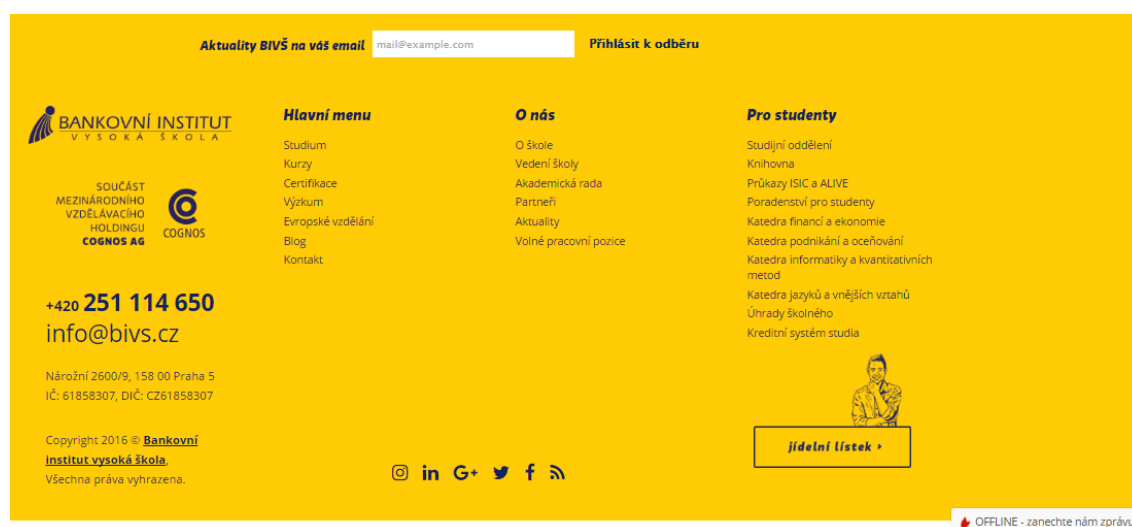 Aktuality BIVŠ na váš email
mail@example.com
Přihlásit k odběru
BANKOVNÍ INSTITUT
VYSOKÁ ŠKOLA
SOUČÁST
MEZINÁRODNÍHO
VZDĚLÁVACÍHO
HOLDINGU
COGNOS AG
COGNOS
+420 251 114 650
info@bivs.cz
Nárožní 2600/9, 158 00 Praha 5
IČ: 61858307, DIČ: CZ61858307
Copyright 2016 © Bankovní
institut vysoká škola,
Všechna práva vyhrazena.
Hlavní menu
Studium
Kurzy
Certifikace
Výzkum
Evropské vzdělání
Blog
Kontakt
O nás
O škole
Vedení školy
Akademická rada
Partneři
Aktuality
Volné pracovní pozice
Pro studenty
Studijní oddělení
Knihovna
Průkazy ISIC a ALIVE
Poradenství pro studenty
Katedra financí a ekonomie
Katedra podnikání a oceňování
Katedra informatiky a kvantitativních
metod
Katedra jazyků a vnějších vztahů
Úhrady školného
Kreditní systém studia
jídelní lístek ›
in G+ f
OFFLINE - zanechte nám zprávu